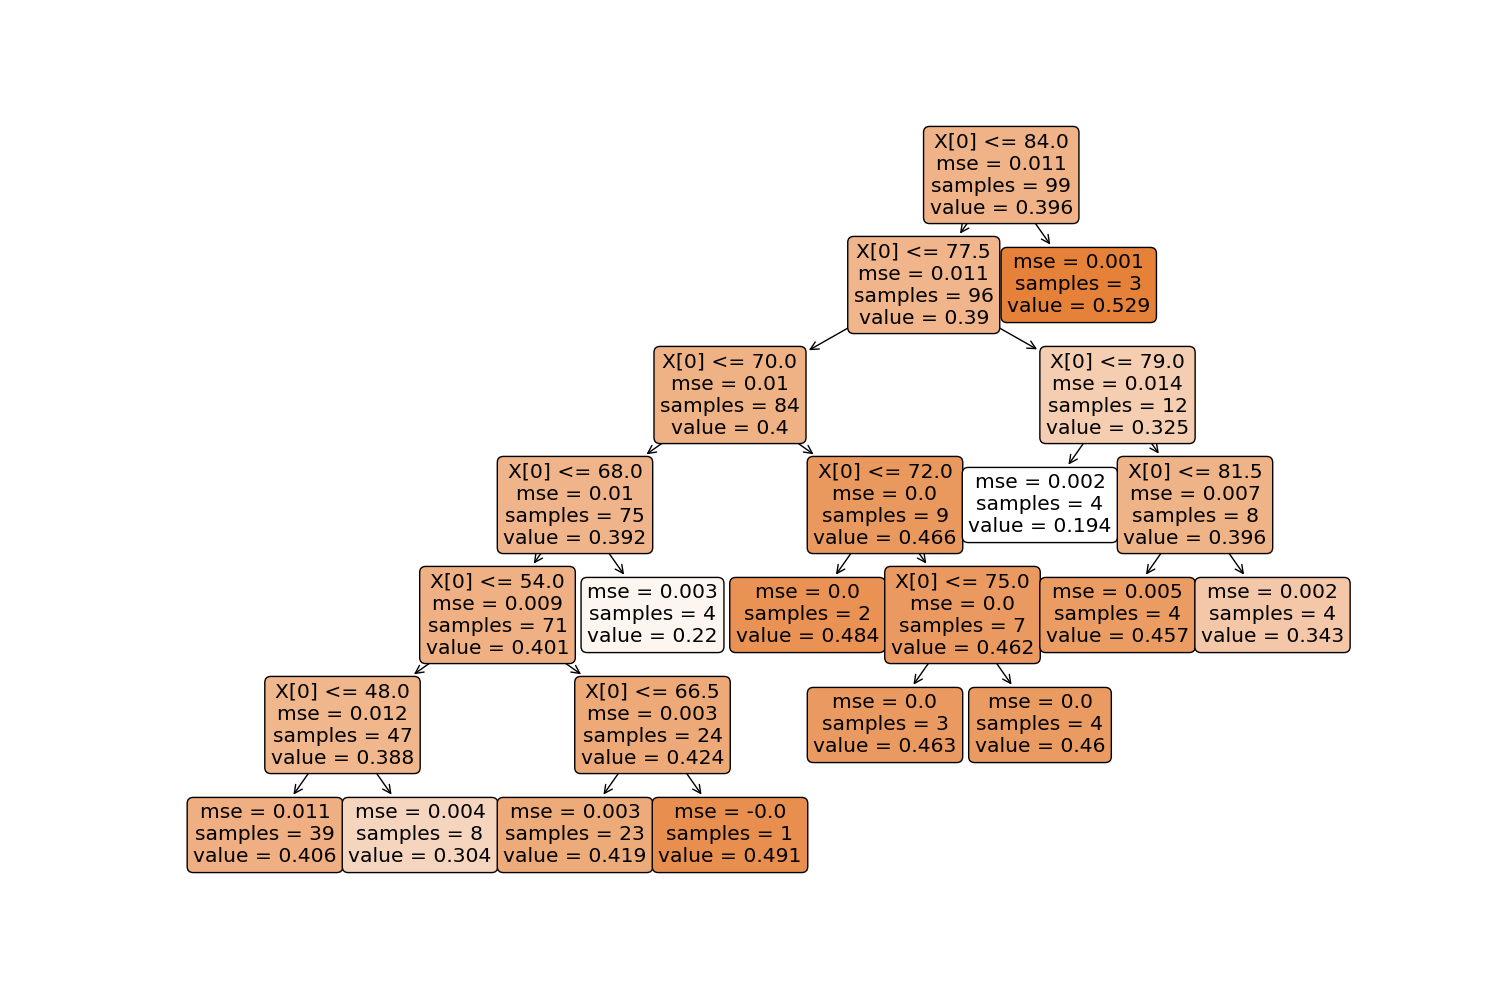 X[0] <= 84.0
mse = 0.011
samples = 99
value = 0.396
X[0] <= 77.5
mse = 0.011
samples = 96
value = 0.39
mse = 0.001
samples = 3
value = 0.529
X[0] <= 70.0
mse = 0.01
samples = 84
value = 0.4
X[0] <= 79.0
mse = 0.014
samples = 12
value = 0.325
X[0] <= 68.0
mse = 0.01
samples = 75
value = 0.392
X[0] <= 72.0
mse = 0.0
samples = 9
value = 0.466
mse = 0.002
samples = 4
value = 0.194
X[0] <= 81.5
mse = 0.007
samples = 8
value = 0.396
X[0] <= 54.0
mse = 0.009
samples = 71
value = 0.401
mse = 0.003
samples = 4
value = 0.22
mse = 0.0
samples = 2
value = 0.484
X[0] <= 75.0
mse = 0.0
samples = 7
value = 0.462
mse = 0.005
samples = 4
value = 0.457
mse = 0.002
samples = 4
value = 0.343
X[0] <= 48.0
mse = 0.012
samples = 47
value = 0.388
X[0] <= 66.5
mse = 0.003
samples = 24
value = 0.424
mse = 0.0
samples = 3
value = 0.463
mse = 0.0
samples = 4
value = 0.46
mse = 0.011
samples = 39
value = 0.406
mse = 0.004
samples = 8
value = 0.304
mse = 0.003
samples = 23
value = 0.419
mse = -0.0
samples = 1
value = 0.491